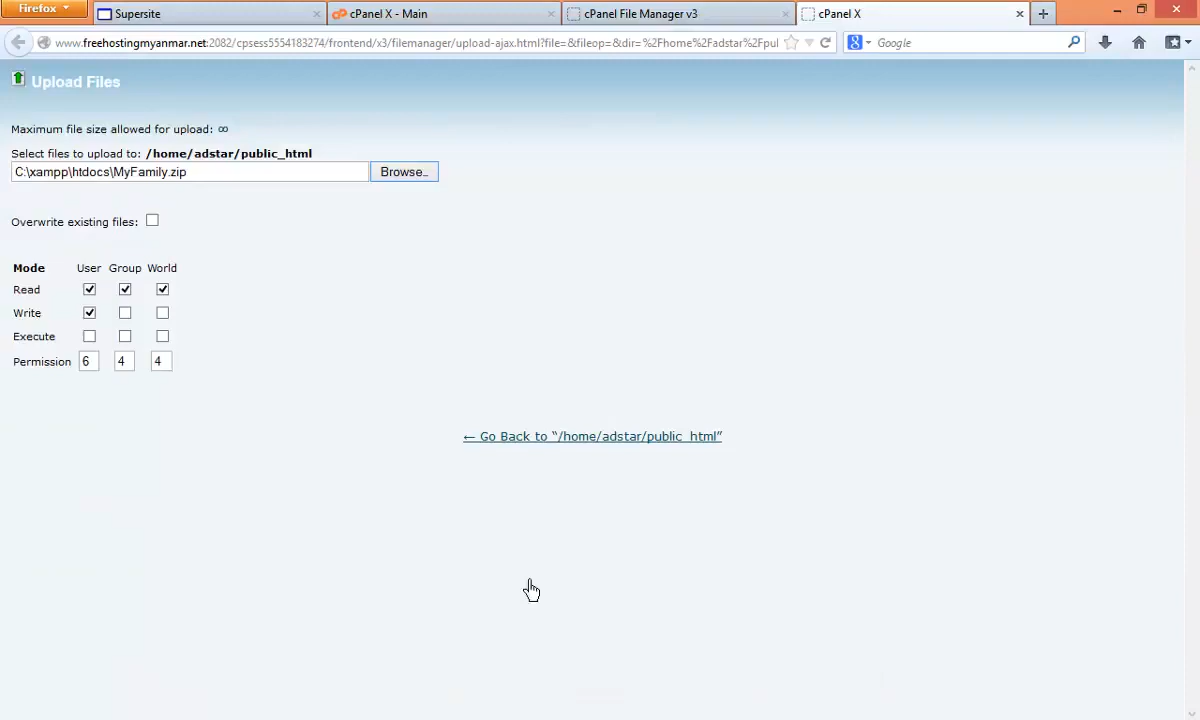 Firefox
Supersite
cPanel X - Main
cPanel File Manager v3
cPanel X
www.freehostingmyanmar.net:2082/cpsess5554183274/frontend/x3/filemanager/upload-ajax.html?file=&fileop=&dir=%2Fhome%2Fadstar%2Fpul
Google
Upload Files
Maximum file size allowed for upload: ∞
Select files to upload to: /home/adstar/public_html
C:\xampp\htdocs\MyFamily.zip
Browse..
Overwrite existing files:
Mode User Group World
Read
Write
Execute
Permission 6 4 4
← Go Back to “/home/adstar/public_html”